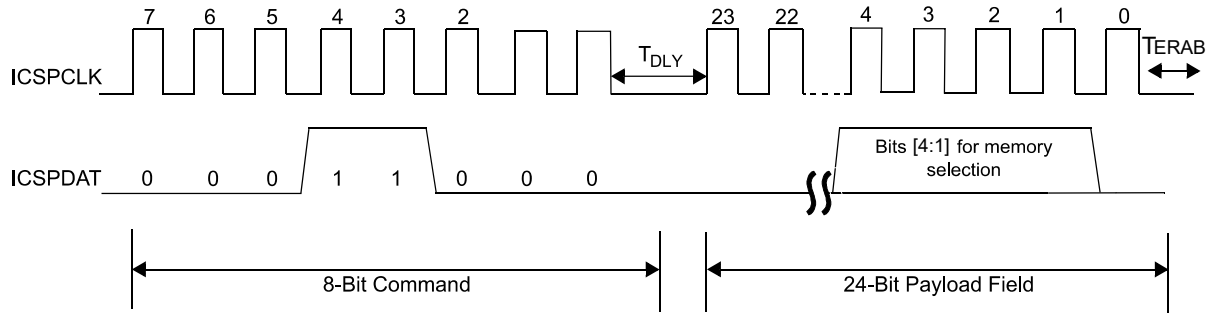 7 6 5 4 3 2 23 22 4 3 2 1 0
ICSPCLK
TDLY
TERAB
ICSPDAT
0 0 0 1 1 0 0 0
Bits [4:1] for memory
selection
8-Bit Command
24-Bit Payload Field